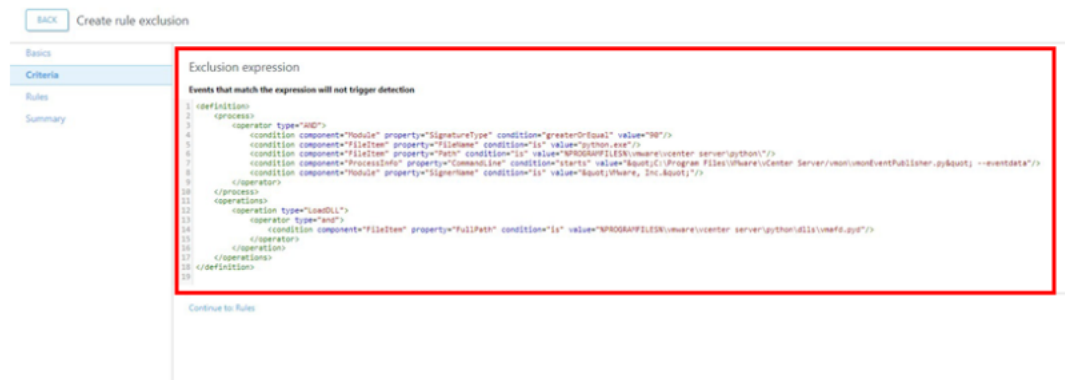 BACK Create rule exclusion
Basics
Criteria
Rules
Summary
Exclusion expression
Events that match the expression will not trigger detection
1 <definition>
2 <process>
3 <operator type="AND">
4 <condition component="Module" property="SignatureType" condition="greaterOrEqual" value="90"/>
5 <condition component="FileItem" property="FileName" condition="is" value="python.exe"/>
6 <condition component="FileItem" property="Path" condition="is" value="%PROGRAMFILES%\vmware\vcenter server\python\"/>
7 <condition component="ProcessInfo" property="CommandLine" condition="starts" value="&quot;C:\Program Files\VMware\vCenter Server/vmon\vmonEventPublisher.py&quot; --eventdata"/>
8 <condition component="Module" property="SignerName" condition="is" value="&quot;VMware, Inc.&quot;"/>
9 </operator>
10 </process>
11 <operations>
12 <operation type="LoadDLL">
13 <operator type="and">
14 <condition component="FileItem" property="FullPath" condition="is" value="%PROGRAMFILES%\vmware\vcenter server\python\dlls\vmafd.pyd"/>
15 </operator>
16 </operation>
17 </operations>
18 </definition>
19
Continue to: Rules